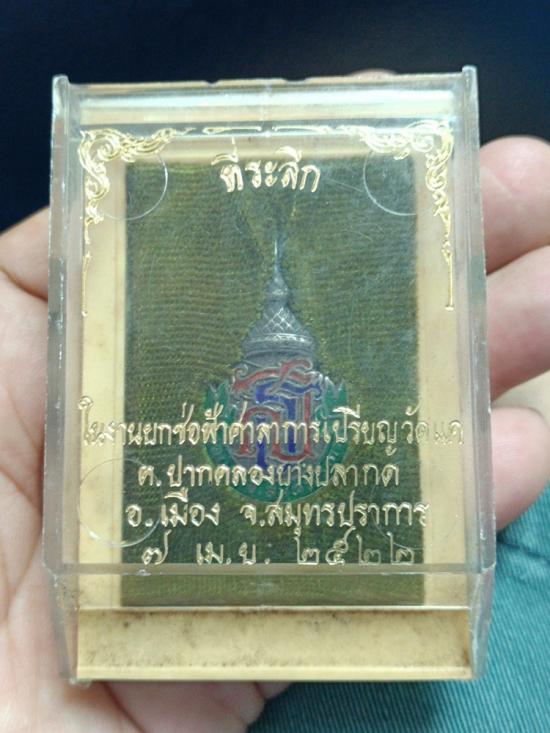 ที่ระลึก
ในงานยกช่อฟ้าศาลาการเปรียญวัดแค
ต.ปากคลองบางปลากด
อ.เมือง จ.สมุทรปราการ
๗ เม.ย. ๒๕๒๒